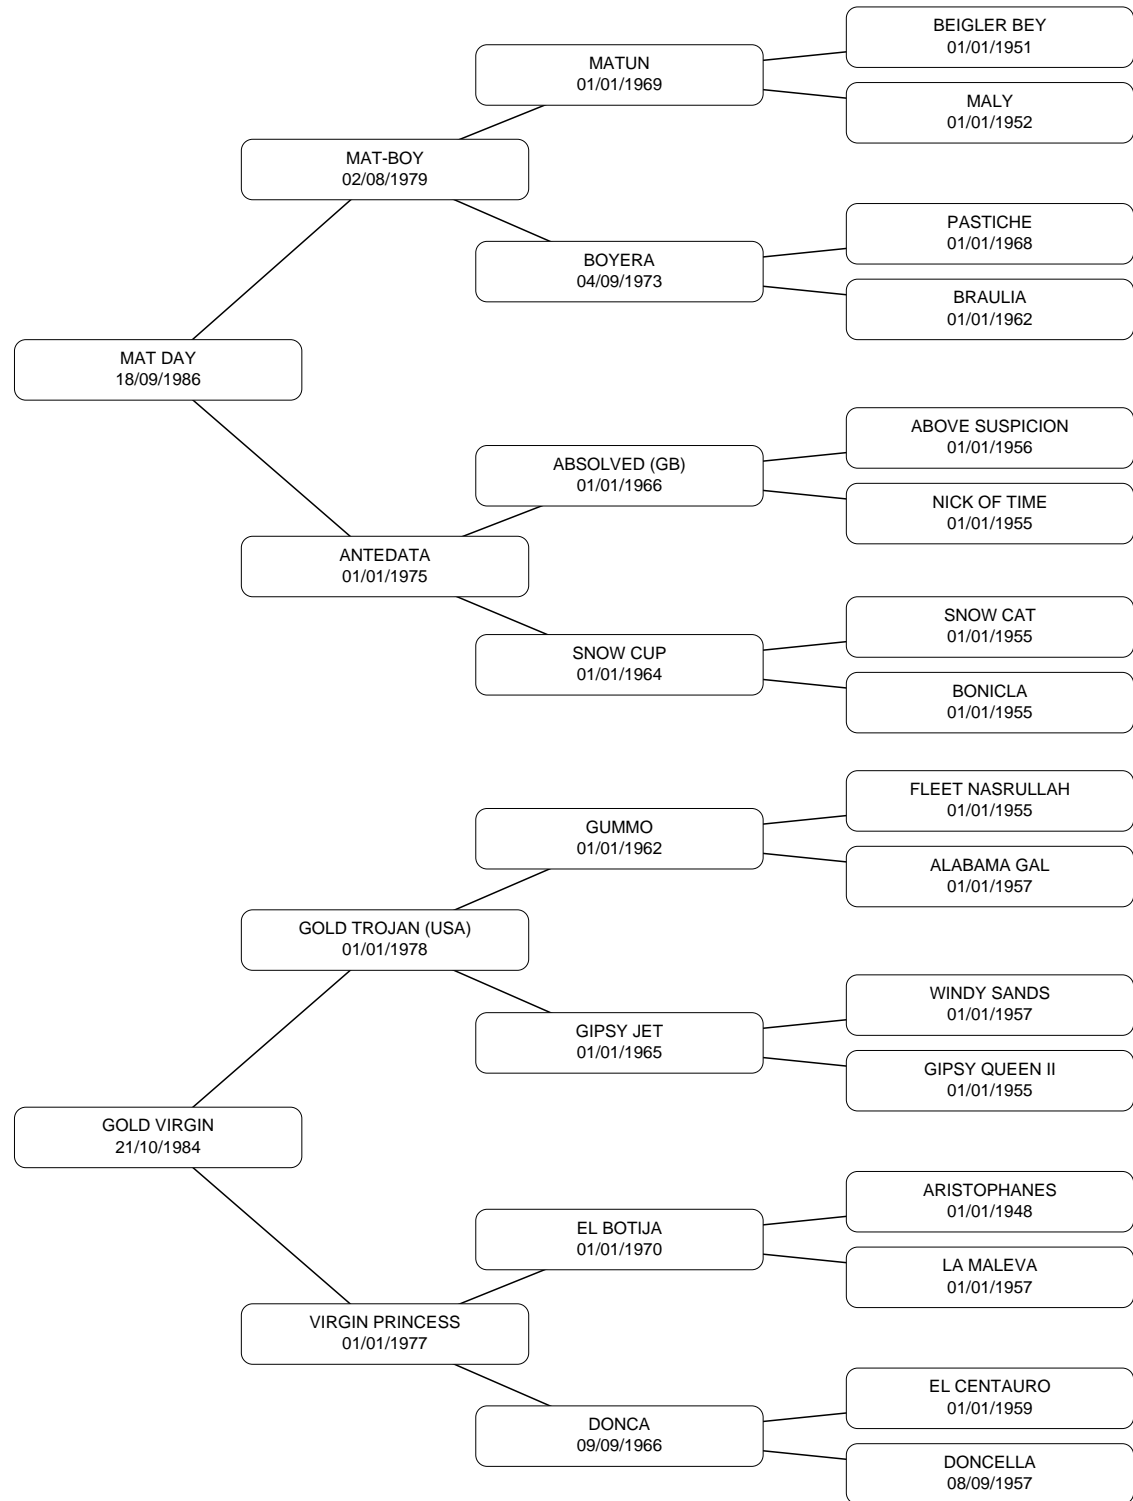 BEIGLER BEY
01/01/1951
MATUN
01/01/1969
MALY
01/01/1952
MAT-BOY
02/08/1979
PASTICHE
01/01/1968
BOYERA
04/09/1973
BRAULIA
01/01/1962
MAT DAY
18/09/1986
ABOVE SUSPICION
01/01/1956
ABSOLVED (GB)
01/01/1966
NICK OF TIME
01/01/1955
ANTEDATA
01/01/1975
SNOW CAT
01/01/1955
SNOW CUP
01/01/1964
BONICLA
01/01/1955
FLEET NASRULLAH
01/01/1955
GUMMO
01/01/1962
ALABAMA GAL
01/01/1957
GOLD TROJAN (USA)
01/01/1978
WINDY SANDS
01/01/1957
GIPSY JET
01/01/1965
GIPSY QUEEN II
01/01/1955
GOLD VIRGIN
21/10/1984
ARISTOPHANES
01/01/1948
EL BOTIJA
01/01/1970
LA MALEVA
01/01/1957
VIRGIN PRINCESS
01/01/1977
EL CENTAURO
01/01/1959
DONCA
09/09/1966
DONCELLA
08/09/1957